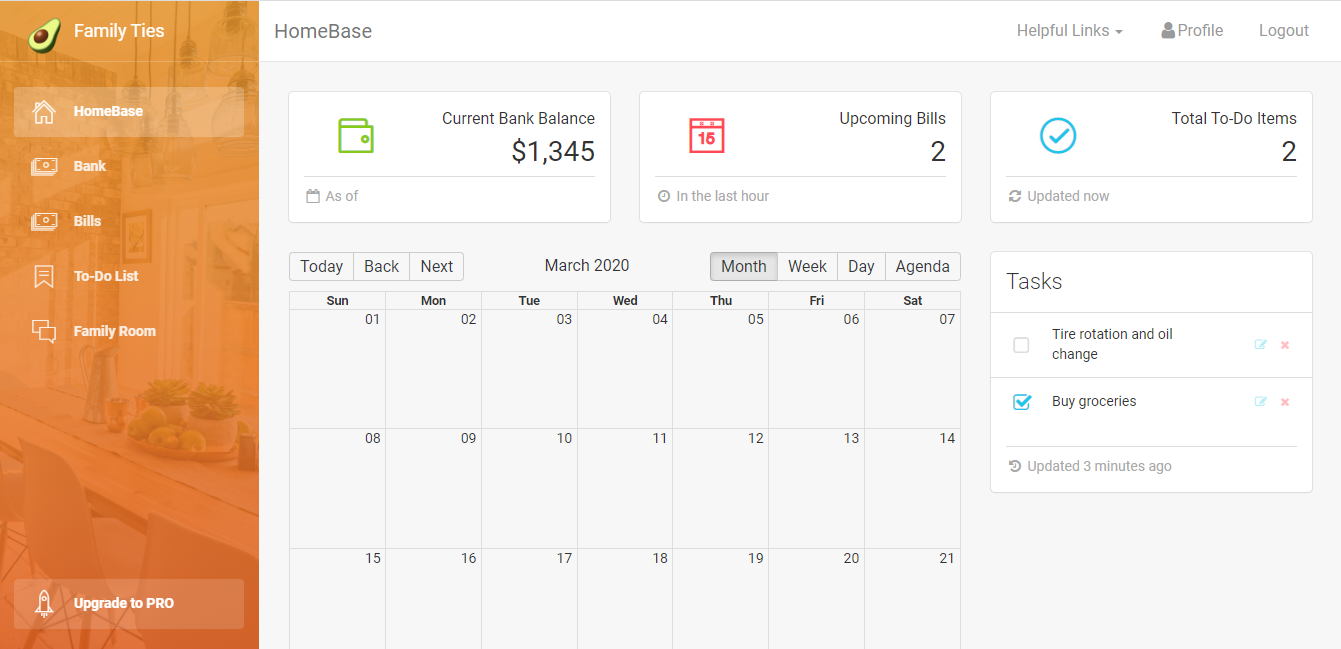 Family Ties
HomeBase
Bank
Bills
To-Do List
Family Room
Upgrade to PRO
HomeBase
Helpful Links
Profile
Logout
Current Bank Balance
$1,345
As of
15
Upcoming Bills
2
In the last hour
Total To-Do Items
2
Updated now
Today Back Next
March 2020
Month Week Day Agenda
Sun Mon Tue Wed Thu Fri Sat
01 02 03 04 05 06 07
08 09 10 11 12 13 14
15 16 17 18 19 20 21
Tasks
Tire rotation and oil
change
Buy groceries
Updated 3 minutes ago